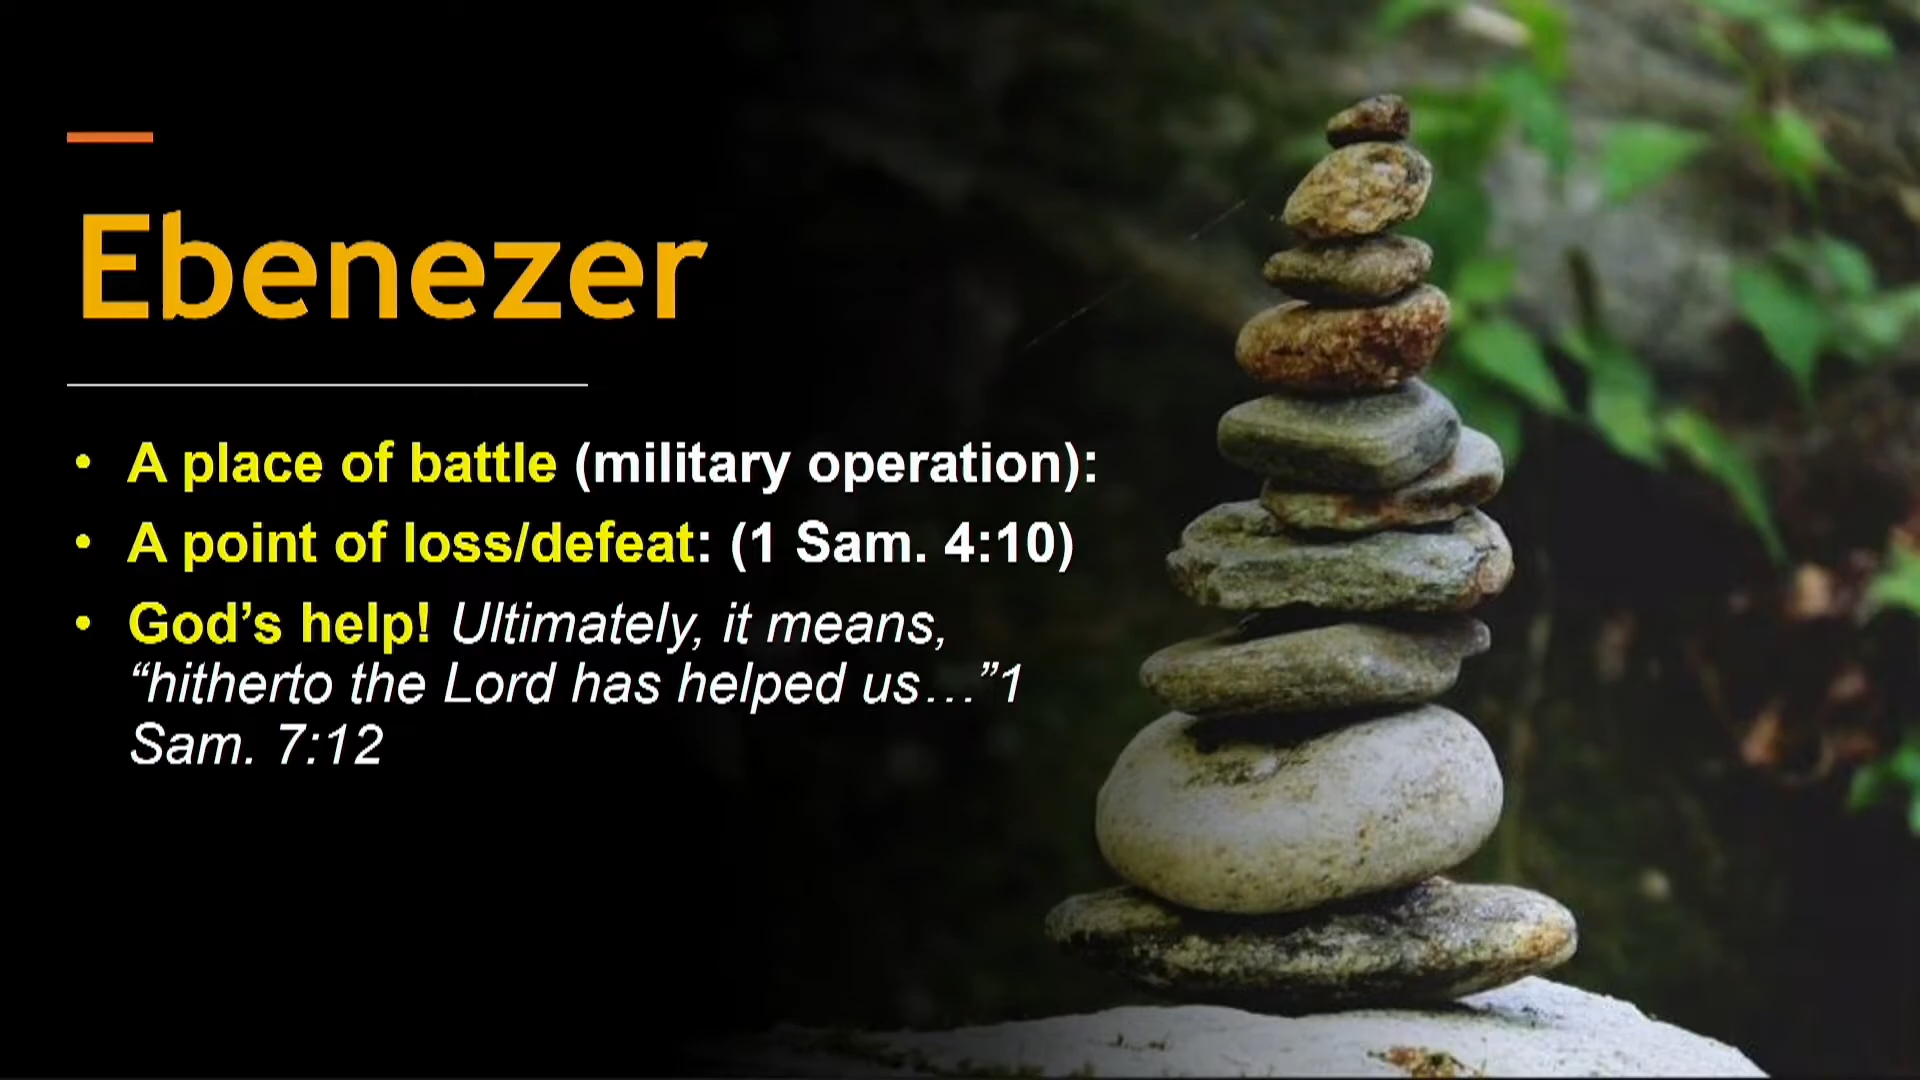 Ebenezer
• A place of battle (military operation):
• A point of loss/defeat: (1 Sam. 4:10)
• God’s help! Ultimately, it means,
“hitherto the Lord has helped us…”1
Sam. 7:12